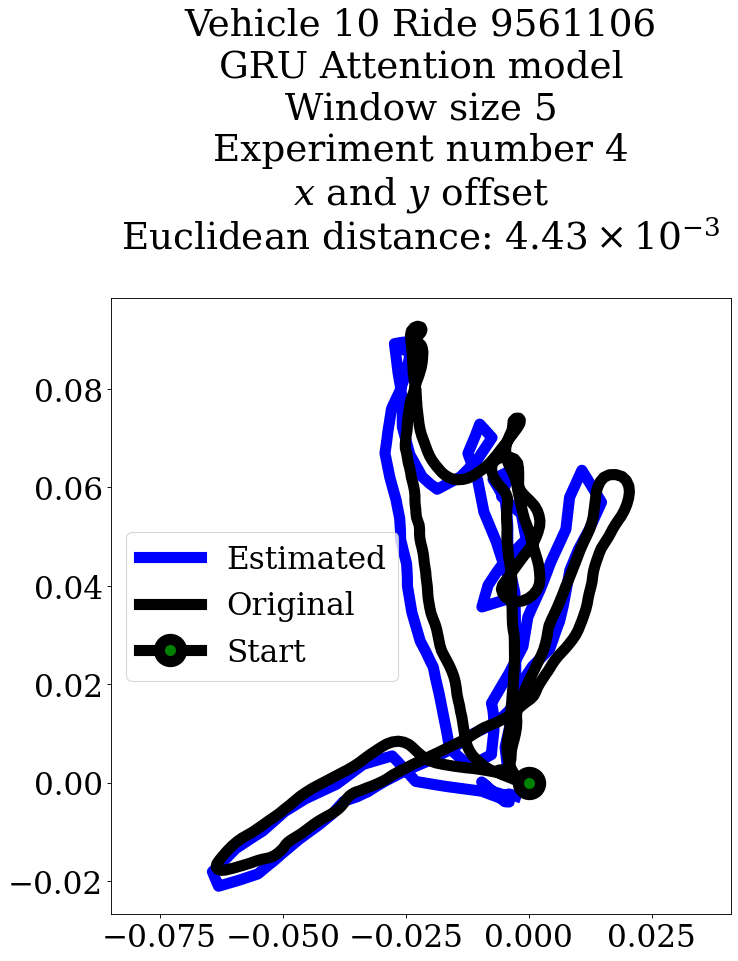 Vehicle 10 Ride 9561106
GRU Attention model
Window size 5
Experiment number 4
x and y offset
Euclidean distance: 4.43 × 10⁻³
0.08
0.06
0.04
0.02
0.00
−0.02
Estimated
Original
Start
−0.075 −0.050 −0.025 0.000 0.025